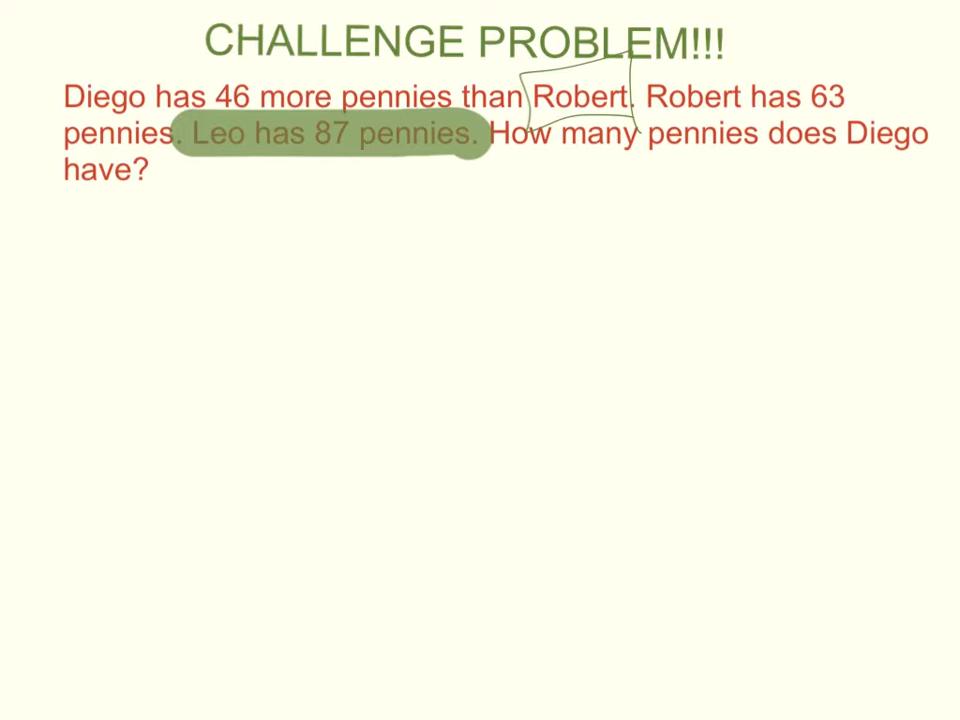 CHALLENGE PROBLEM!!!
Diego has 46 more pennies than Robert. Robert has 63
pennies. Leo has 87 pennies. How many pennies does Diego
have?